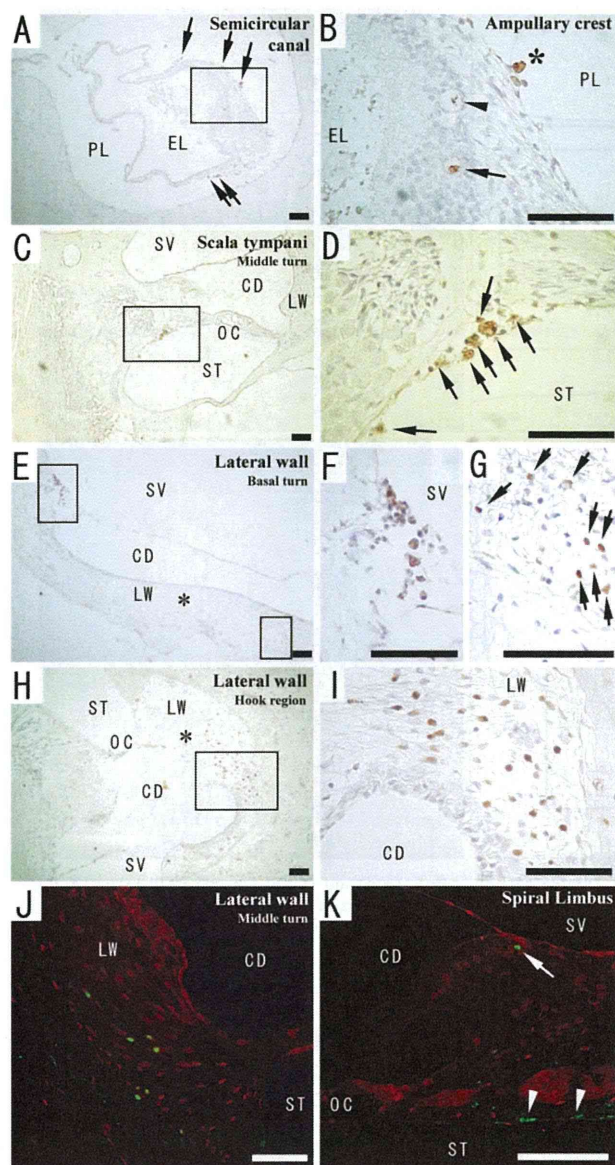 A
Semicircular
canal
PL
EL
B
Ampullary crest
PL
EL
*
C
Scala tympani
Middle turn
SV
CD
LW
OC
ST
D
ST
E
Lateral wall
Basal turn
SV
CD
LW
*
F
SV
G
H
Lateral wall
Hook region
ST
LW
OC
*
CD
SV
I
LW
CD
J
Lateral wall
Middle turn
LW
CD
ST
K
Spiral Limbus
SV
CD
OC
ST